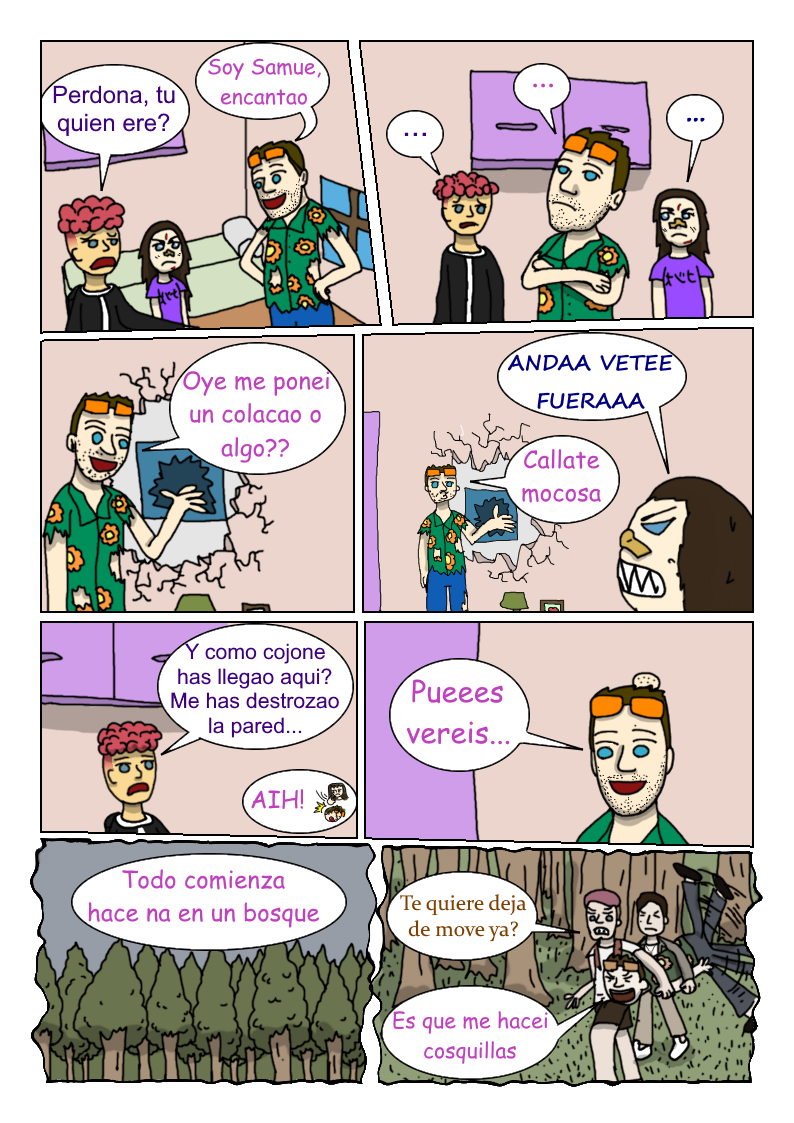 Perdona, tu
quien ere?
Soy Samue,
encantao
...
...
...
Oye me ponei
un colacao o
algo??
ANDAA VETEE
FUERAAA
Callate
mocosa
Y como cojone
has llegao aqui?
Me has destrozao
la pared...
AIH!
Pueees
vereis...
Todo comienza
hace na en un bosque
Te quiere deja
de move ya?
Es que me hacei
cosquillas